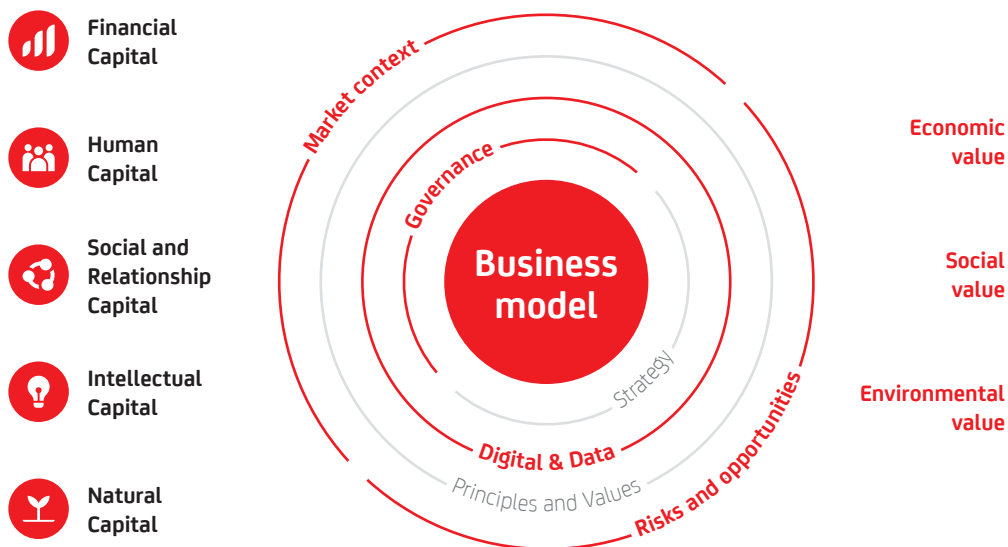 Financial
Capital
Human
Capital
Social and
Relationship
Capital
Intellectual
Capital
Natural
Capital
Market context
Governance
Business
model
Strategy
Digital & Data
Principles and Values
Risks and opportunities
Economic
value
Social
value
Environmental
value